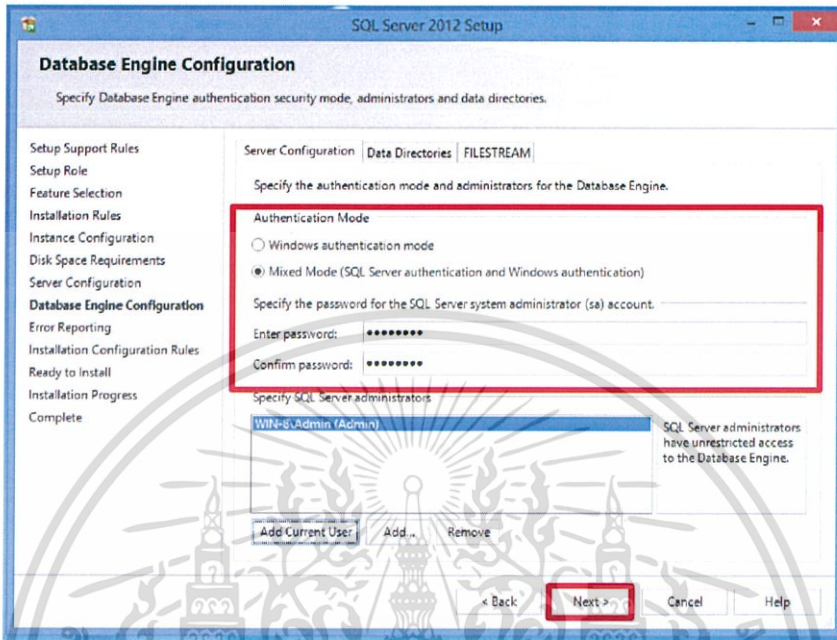 SQL Server 2012 Setup
Database Engine Configuration
Specify Database Engine authentication security mode, administrators and data directories.
Setup Support Rules
Setup Role
Feature Selection
Installation Rules
Instance Configuration
Disk Space Requirements
Server Configuration
Database Engine Configuration
Error Reporting
Installation Configuration Rules
Ready to Install
Installation Progress
Complete
Server Configuration Data Directories FILESTREAM
Specify the authentication mode and administrators for the Database Engine.
Authentication Mode
Windows authentication mode
Mixed Mode (SQL Server authentication and Windows authentication)
Specify the password for the SQL Server system administrator (sa) account.
Enter password: ••••••••
Confirm password: ••••••••
Specify SQL Server administrators
WIN-8\Admin (Admin)
SQL Server administrators
have unrestricted access
to the Database Engine.
Add Current User Add... Remove
< Back Next > Cancel Help